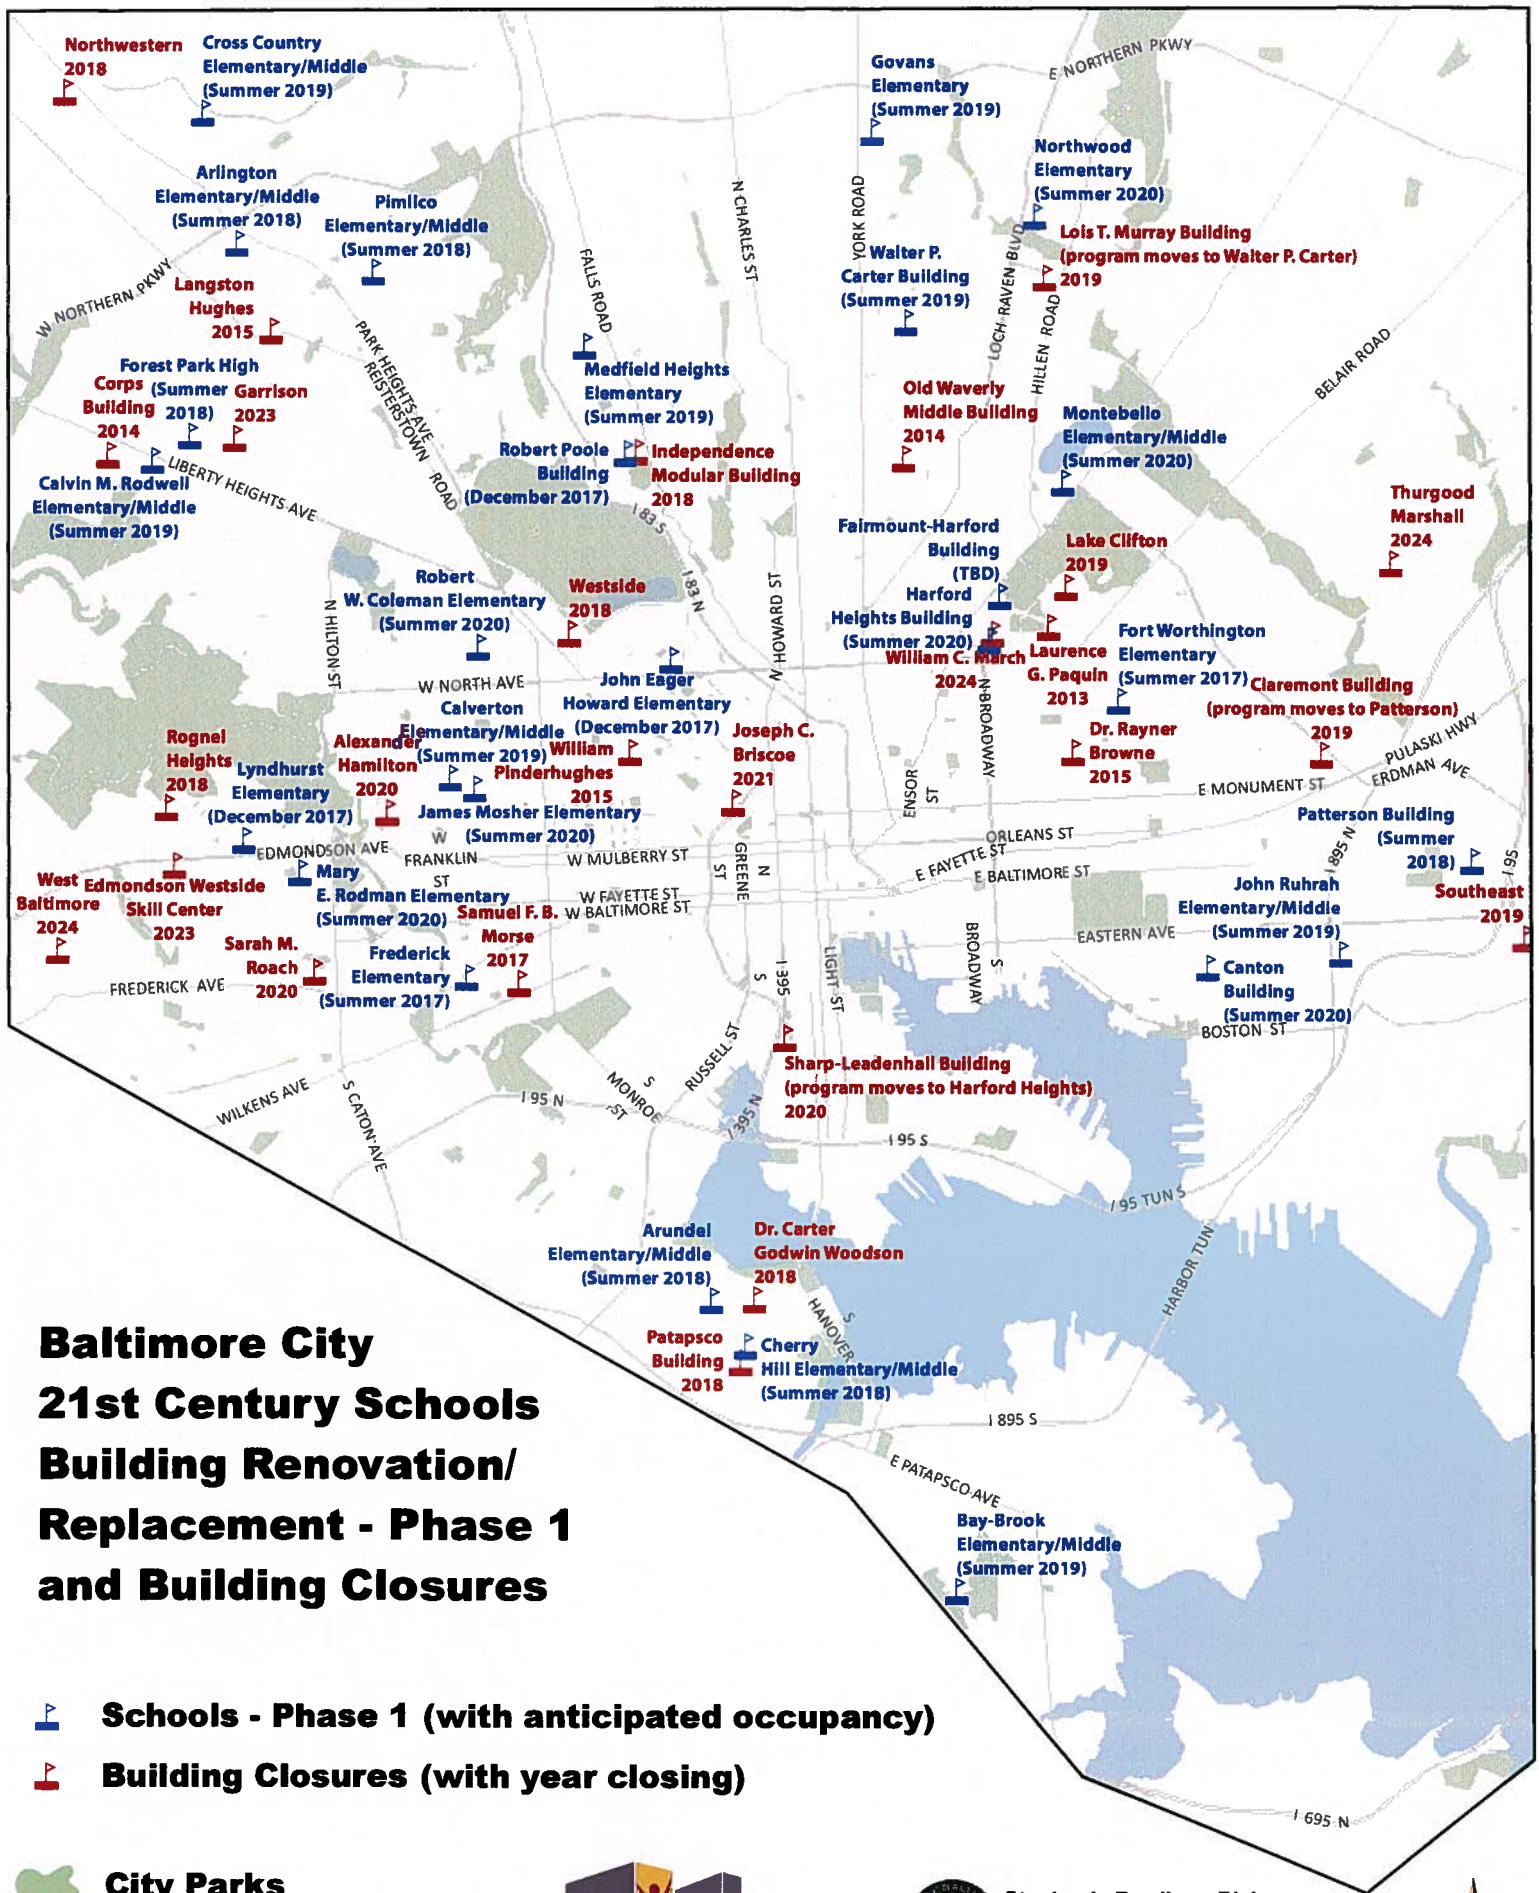 Northwestern
2018
Cross Country
Elementary/Middle
(Summer 2019)
Govans
Elementary
(Summer 2019)
E NORTHERN PKWY
Northwood
Elementary
(Summer 2020)
Arlington
Elementary/Middle
(Summer 2018)
Pimlico
Elementary/Middle
(Summer 2018)
N CHARLES ST
YORK ROAD
LOCH RAVEN BLVD
Lois T. Murray Building
(program moves to Walter P. Carter)
2019
Walter P.
Carter Building
(Summer 2019)
W NORTHERN PKWY
Langston
Hughes
2015
FALLS ROAD
HILLEN ROAD
PARK HEIGHTS AVE
REISTERSTOWN ROAD
BELAIR ROAD
Forest Park High
(Summer
2018)
Corps
Building
2014
Garrison
2023
Medfield Heights
Elementary
(Summer 2019)
Old Waverly
Middle Building
2014
Montebello
Elementary/Middle
(Summer 2020)
LIBERTY HEIGHTS AVE
Calvin M. Rodwell
Elementary/Middle
(Summer 2019)
Robert Poole
Building
(December 2017)
Independence
Modular Building
2018
I 83 S
Thurgood
Marshall
2024
Fairmount-Harford
Building
(TBD)
Lake Clifton
2019
Robert
W. Coleman Elementary
(Summer 2020)
Westside
2018
I 83 N
N HOWARD ST
Harford
Heights Building
(Summer 2020)
N HILTON ST
William C. March
2024
Laurence
G. Paquin
2013
Fort Worthington
Elementary
(Summer 2017)
W NORTH AVE
John Eager
Howard Elementary
(December 2017)
N BROADWAY
Claremont Building
(program moves to Patterson)
2019
Calverton
Elementary/Middle
(Summer 2019)
Rognel
Heights
2018
Alexander
Hamilton
2020
William
Pinderhughes
2015
Joseph C.
Briscoe
2021
Dr. Rayner
Browne
2015
PULASKI HWY
ERDMAN AVE
Lyndhurst
Elementary
(December 2017)
ENSOR
ST
E MONUMENT ST
James Mosher Elementary
(Summer 2020)
Patterson Building
(Summer
2018)
EDMONDSON AVE
W
FRANKLIN
ST
W MULBERRY ST
GREENE
ST
N
ORLEANS ST
E FAYETTE ST
E BALTIMORE ST
I 895 N
I 95
West
Baltimore
2024
Edmondson Westside
Skill Center
2023
Mary
E. Rodman Elementary
(Summer 2020)
W FAYETTE ST
W BALTIMORE ST
John Ruhrah
Elementary/Middle
(Summer 2019)
Southeast
2019
Samuel F. B.
Morse
2017
Sarah M.
Roach
2020
Frederick
Elementary
(Summer 2017)
EASTERN AVE
BROADWAY
S
Canton
Building
(Summer 2020)
FREDERICK AVE
S
I 395
LIGHT ST
BOSTON ST
RUSSELL ST
Sharp-Leadenhall Building
(program moves to Harford Heights)
2020
WILKENS AVE
S CATON AVE
I 95 N
S
MONROE
ST
I 395 N
I 95 S
I 95 TUN S
Arundel
Elementary/Middle
(Summer 2018)
Dr. Carter
Godwin Woodson
2018
HARBOR TUN
S
HANOVER
Patapsco
Building
2018
Cherry
Hill Elementary/Middle
(Summer 2018)
I 895 S
E PATAPSCO AVE
Bay-Brook
Elementary/Middle
(Summer 2019)
I 695 N
Baltimore City
21st Century Schools
Building Renovation/
Replacement - Phase 1
and Building Closures
Schools - Phase 1 (with anticipated occupancy)
Building Closures (with year closing)
City Parks